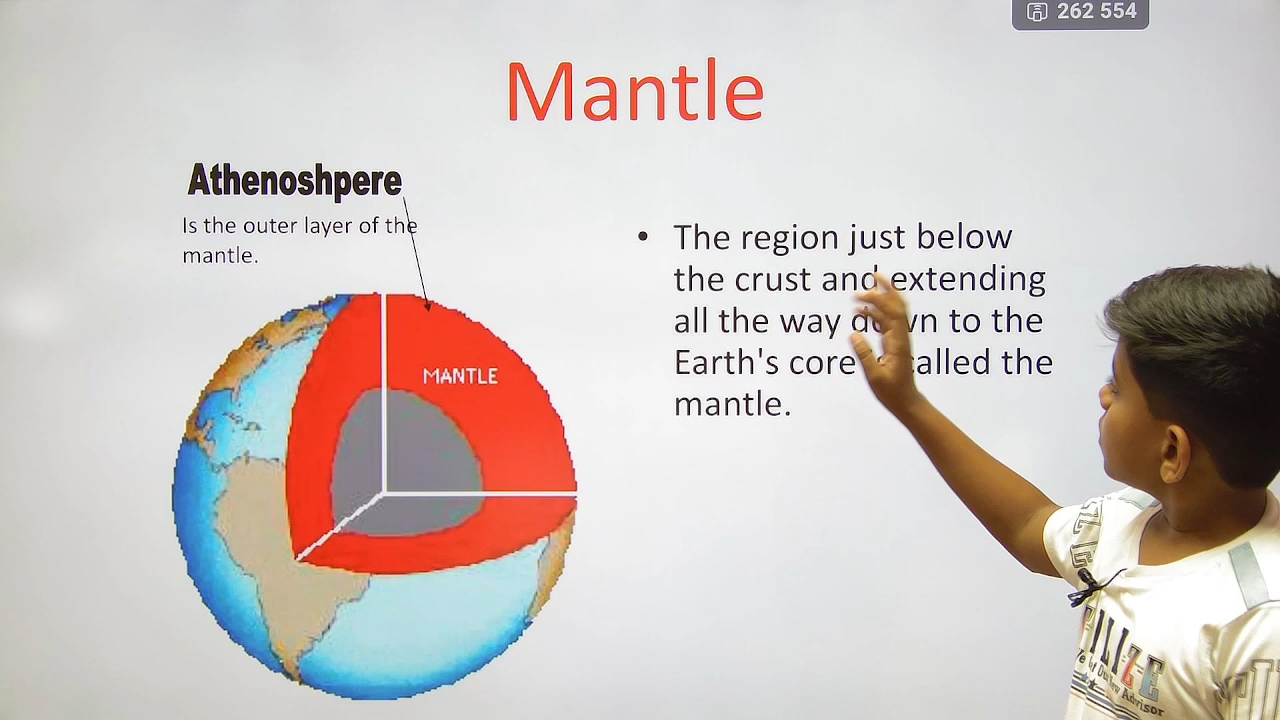 262 554
Mantle
Athenoshpere
Is the outer layer of the
mantle.
MANTLE
The region just below
the crust and extending
all the way down to the
Earth's core called the
mantle.